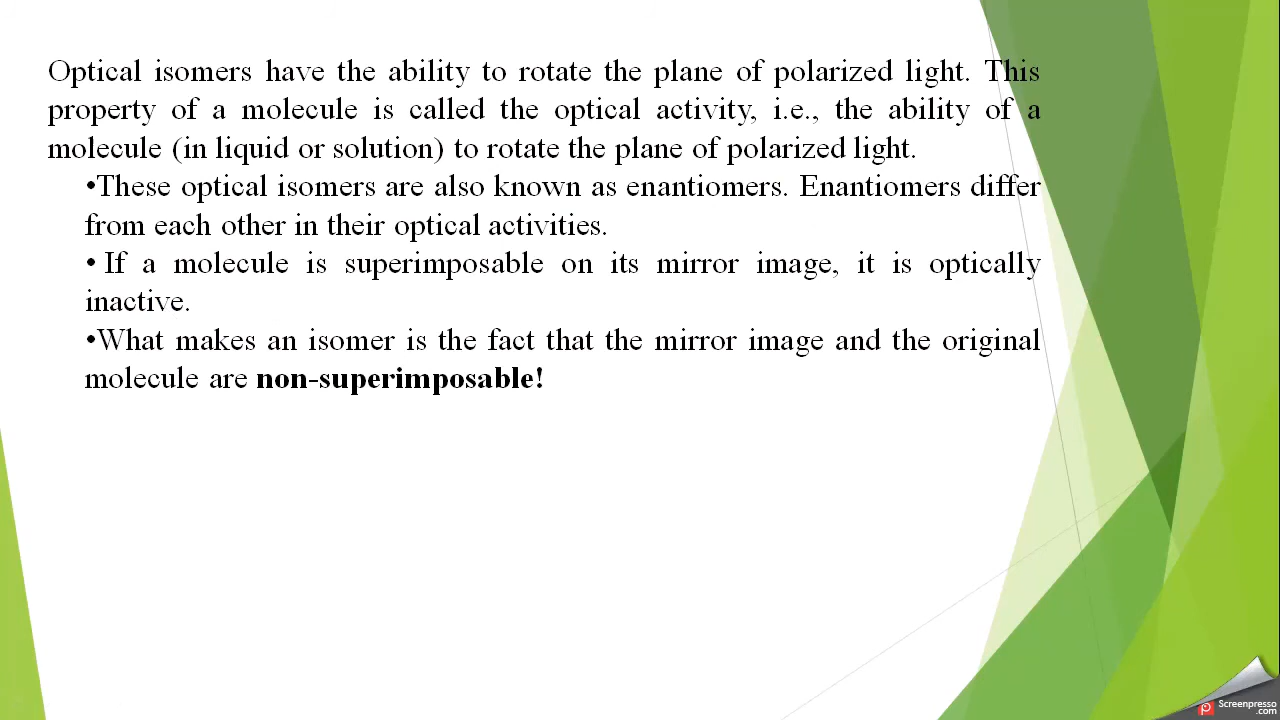 Optical isomers have the ability to rotate the plane of polarized light. This
property of a molecule is called the optical activity, i.e., the ability of a
molecule (in liquid or solution) to rotate the plane of polarized light.
•These optical isomers are also known as enantiomers. Enantiomers differ
from each other in their optical activities.
• If a molecule is superimposable on its mirror image, it is optically
inactive.
•What makes an isomer is the fact that the mirror image and the original
molecule are non-superimposable!
Screenpresso
.com